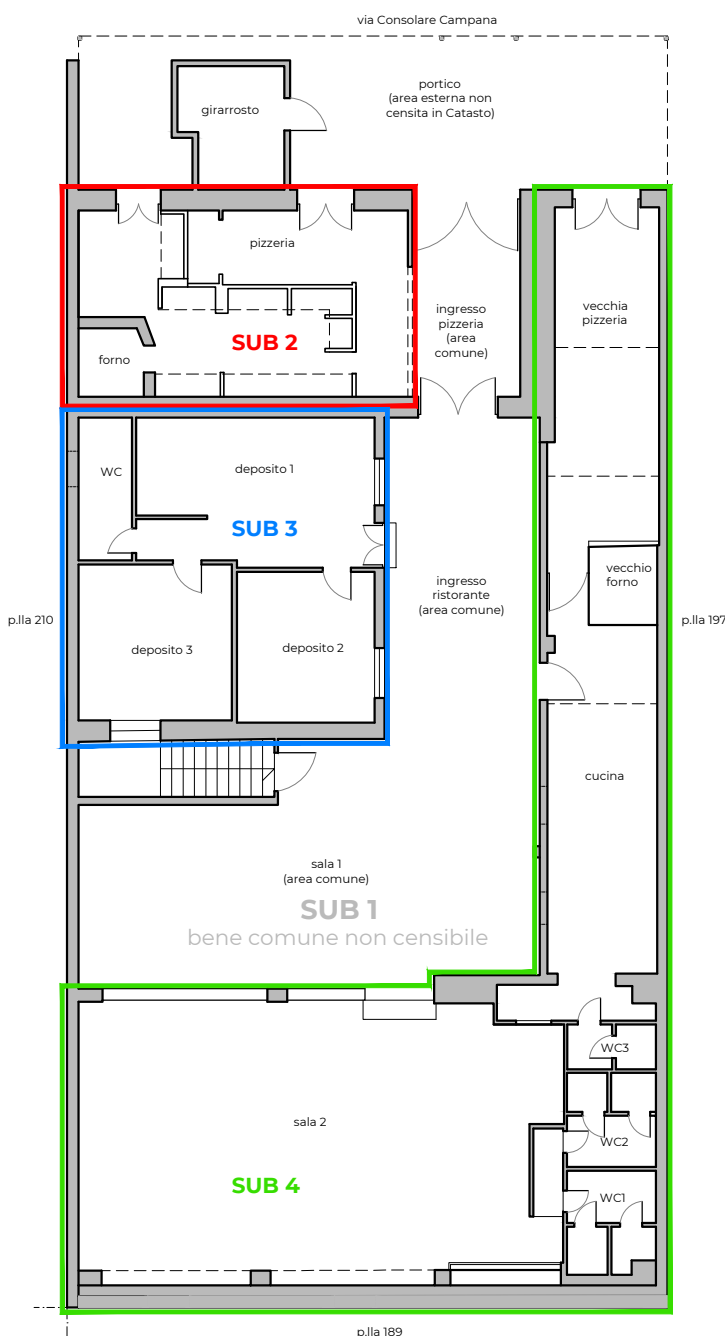 via Consolare Campana
portico
(area esterna non
censita in Catasto)
girarrosto
pizzeria
ingresso
pizzeria
(area
comune)
vecchia
pizzeria
SUB 2
forno
WC
deposito 1
SUB 3
ingresso
ristorante
(area comune)
vecchio
forno
p.lla 210
deposito 3
deposito 2
p.lla 197
cucina
sala 1
(area comune)
SUB 1
bene comune non censibile
WC3
sala 2
WC2
SUB 4
WC1
p.lla 189